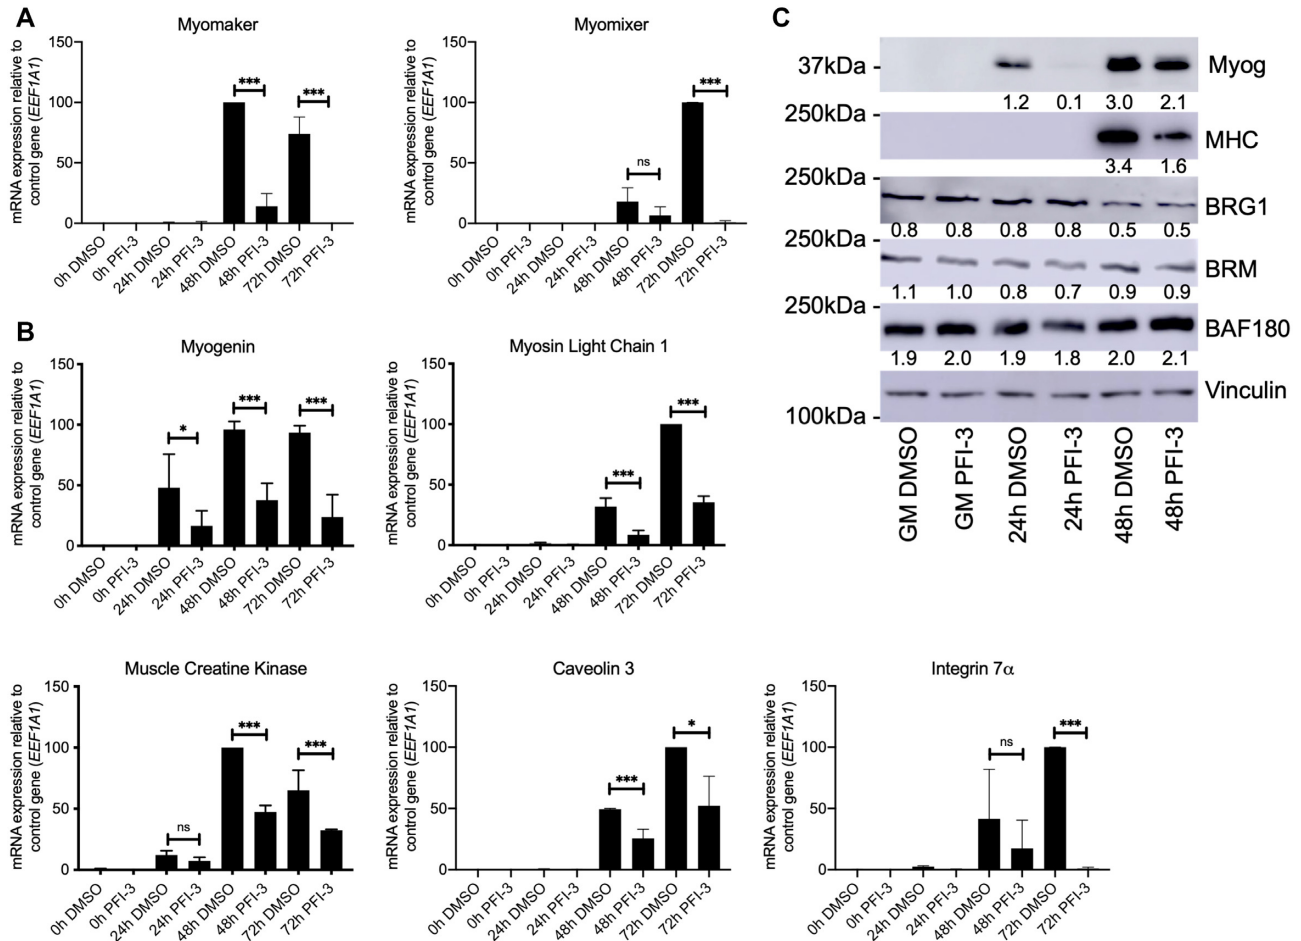 A
Myomaker
mRNA expression relative to
control gene (EEF1A1)
150
100
50
0
***
***
0h DMSO
0h PFI-3
24h DMSO
24h PFI-3
48h DMSO
48h PFI-3
72h DMSO
72h PFI-3
Myomixer
mRNA expression relative to
control gene (EEF1A1)
150
100
50
0
ns
***
0h DMSO
0h PFI-3
24h DMSO
24h PFI-3
48h DMSO
48h PFI-3
72h DMSO
72h PFI-3
B
Myogenin
mRNA expression relative to
control gene (EEF1A1)
150
100
50
0
*
***
***
0h DMSO
0h PFI-3
24h DMSO
24h PFI-3
48h DMSO
48h PFI-3
72h DMSO
72h PFI-3
Myosin Light Chain 1
mRNA expression relative to
control gene (EEF1A1)
150
100
50
0
***
***
0h DMSO
0h PFI-3
24h DMSO
24h PFI-3
48h DMSO
48h PFI-3
72h DMSO
72h PFI-3
Muscle Creatine Kinase
mRNA expression relative to
control gene (EEF1A1)
150
100
50
0
ns
***
***
0h DMSO
0h PFI-3
24h DMSO
24h PFI-3
48h DMSO
48h PFI-3
72h DMSO
72h PFI-3
Caveolin 3
mRNA expression relative to
control gene (EEF1A1)
150
100
50
0
***
*
0h DMSO
0h PFI-3
24h DMSO
24h PFI-3
48h DMSO
48h PFI-3
72h DMSO
72h PFI-3
Integrin 7α
mRNA expression relative to
control gene (EEF1A1)
150
100
50
0
ns
***
0h DMSO
0h PFI-3
24h DMSO
24h PFI-3
48h DMSO
48h PFI-3
72h DMSO
72h PFI-3
C
37kDa
Myog
1.2 0.1 3.0 2.1
250kDa
MHC
3.4 1.6
250kDa
BRG1
0.8 0.8 0.8 0.8 0.5 0.5
250kDa
BRM
1.1 1.0 0.8 0.7 0.9 0.9
250kDa
BAF180
1.9 2.0 1.9 1.8 2.0 2.1
Vinculin
100kDa
GM DMSO
GM PFI-3
24h DMSO
24h PFI-3
48h DMSO
48h PFI-3